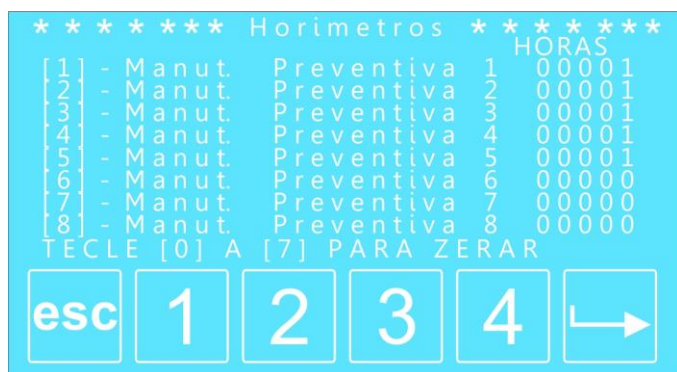 * * * * * * * Horimetros * * * * * * *
HORAS
[1] - Manut. Preventiva 1 00001
[2] - Manut. Preventiva 2 00001
[3] - Manut. Preventiva 3 00001
[4] - Manut. Preventiva 4 00001
[5] - Manut. Preventiva 5 00001
[6] - Manut. Preventiva 6 00000
[7] - Manut. Preventiva 7 00000
[8] - Manut. Preventiva 8 00000
TECLE [0] A [7] PARA ZERAR
esc 1 2 3 4